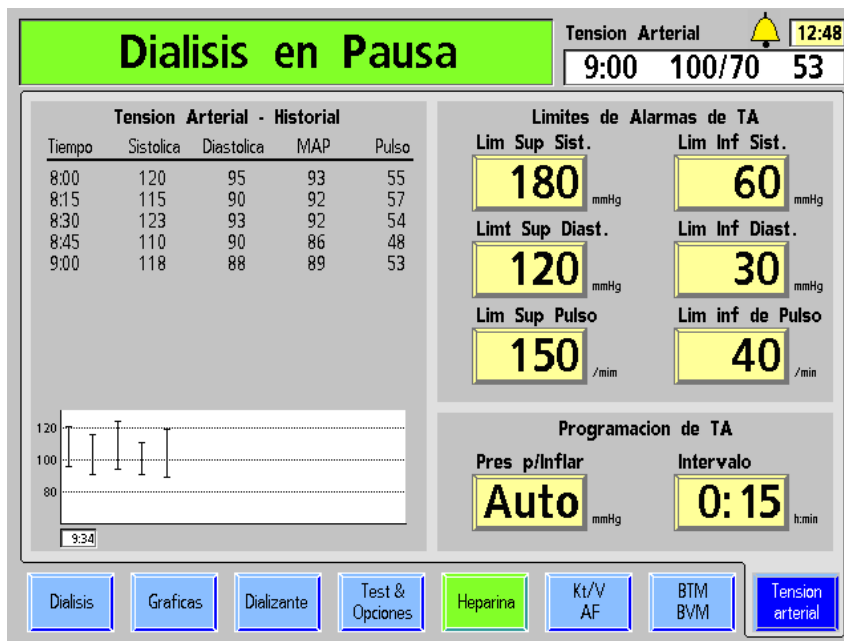 Dialisis en Pausa
Tension Arterial
12:48
9:00 100/70 53
Tension Arterial - Historial
Tiempo Sistolica Diastolica MAP Pulso
8:00 120 95 93 55
8:15 115 90 92 57
8:30 123 93 92 54
8:45 110 90 86 48
9:00 118 88 89 53
120
100
80
9:34
Limites de Alarmas de TA
Lim Sup Sist. Lim Inf Sist.
180 mmHg 60 mmHg
Limt Sup Diast. Lim Inf Diast.
120 mmHg 30 mmHg
Lim Sup Pulso Lim inf de Pulso
150 /min 40 /min
Programacion de TA
Pres p/Inflar Intervalo
Auto mmHg 0:15 h:min
Dialisis
Graficas
Dializante
Test &
Opciones
Heparina
Kt/V
AF
BTM
BVM
Tension
arterial